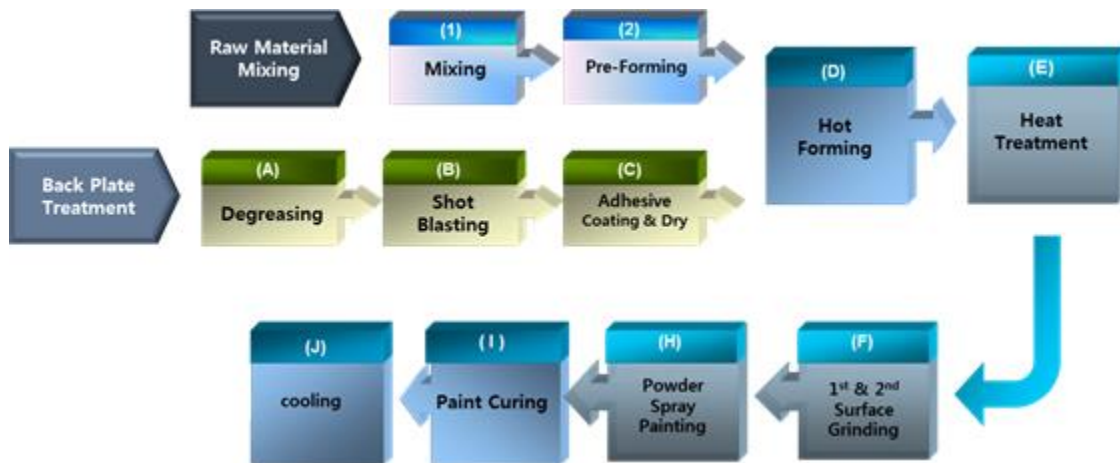 Raw Material
Mixing
(1)
Mixing
(2)
Pre-Forming
(D)
Hot
Forming
(E)
Heat
Treatment
Back Plate
Treatment
(A)
Degreasing
(B)
Shot
Blasting
(C)
Adhesive
Coating & Dry
(J)
cooling
(I)
Paint Curing
(H)
Powder
Spray
Painting
(F)
1st & 2nd
Surface
Grinding